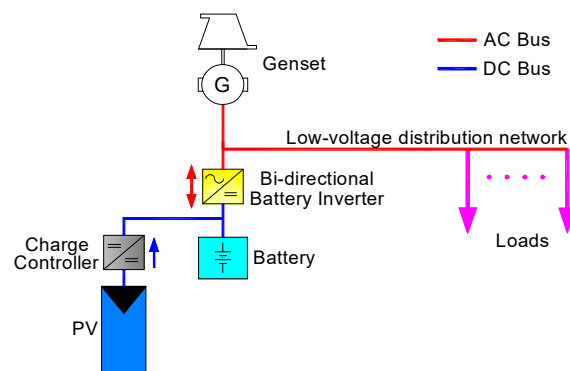 AC Bus
DC Bus
Genset
G
Low-voltage distribution network
Bi-directional
Battery Inverter
Charge
Controller
Battery
Loads
PV